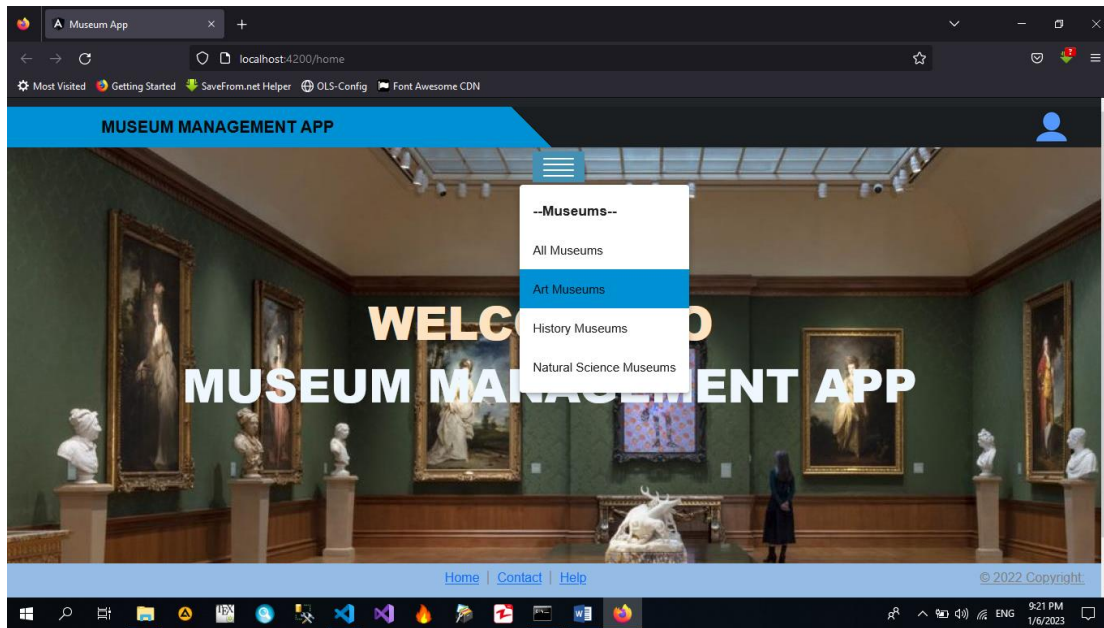 Museum App
localhost:4200/home
Most Visited Getting Started SaveFrom.net Helper OLS-Config Font Awesome CDN
MUSEUM MANAGEMENT APP
--Museums--
All Museums
Art Museums
History Museums
Natural Science Museums
WELC O
MUSEUM MANAGEMENT APP
Home | Contact | Help
© 2022 Copyright:
ENG
9:21 PM
1/6/2023